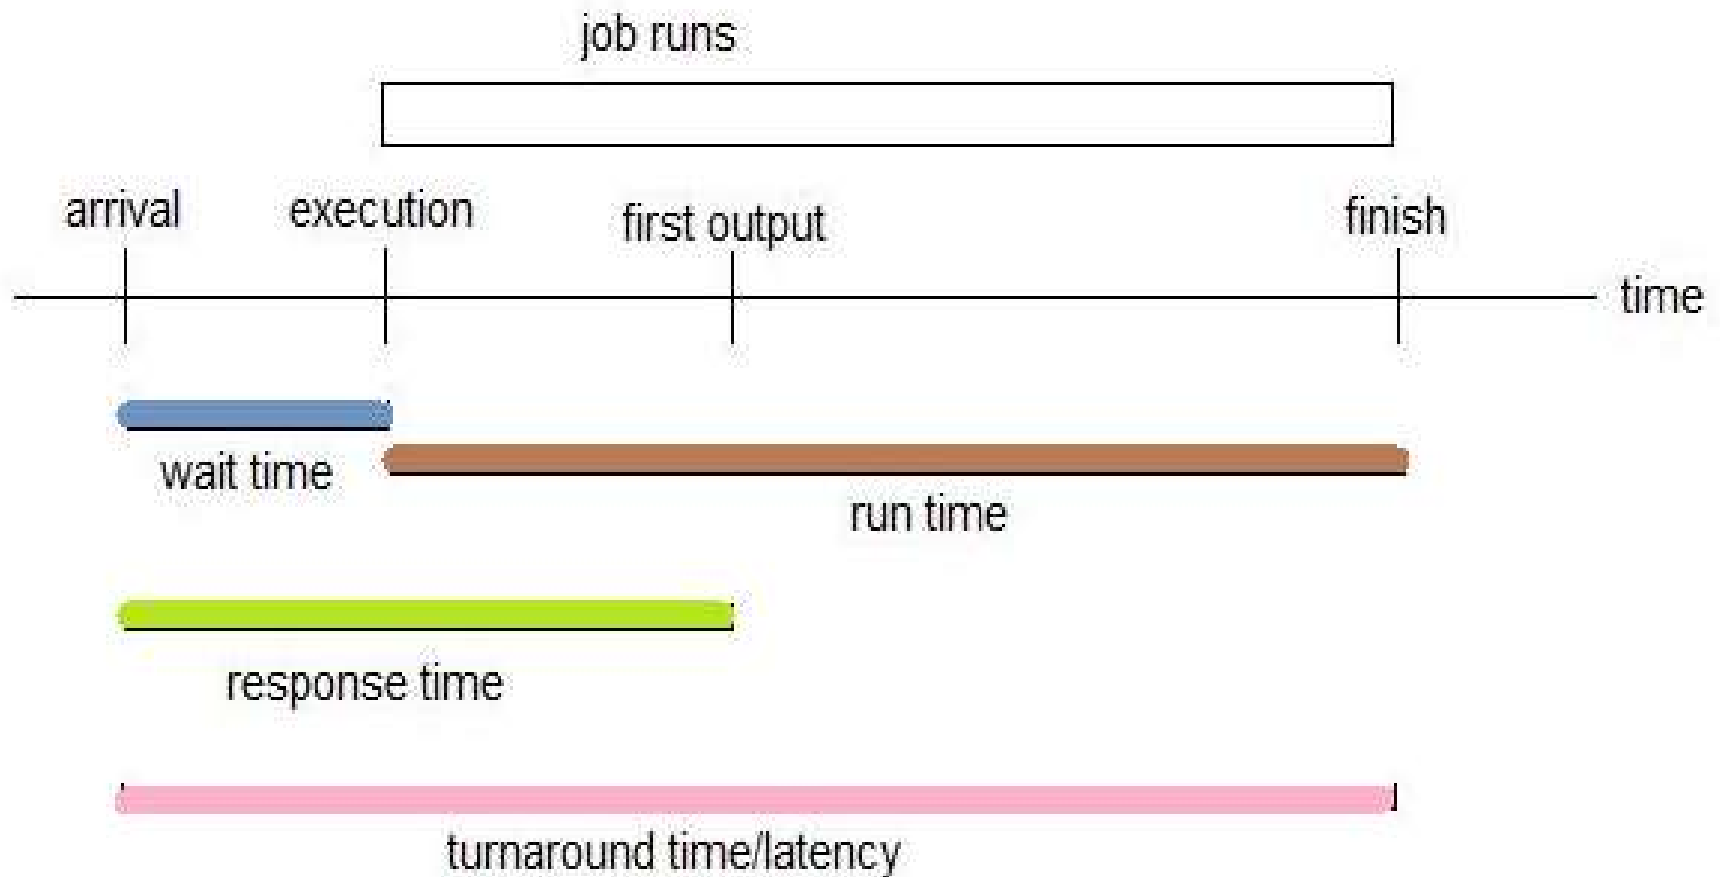 job runs
arrival
execution
first output
finish
time
wait time
run time
response time
turnaround time/latency